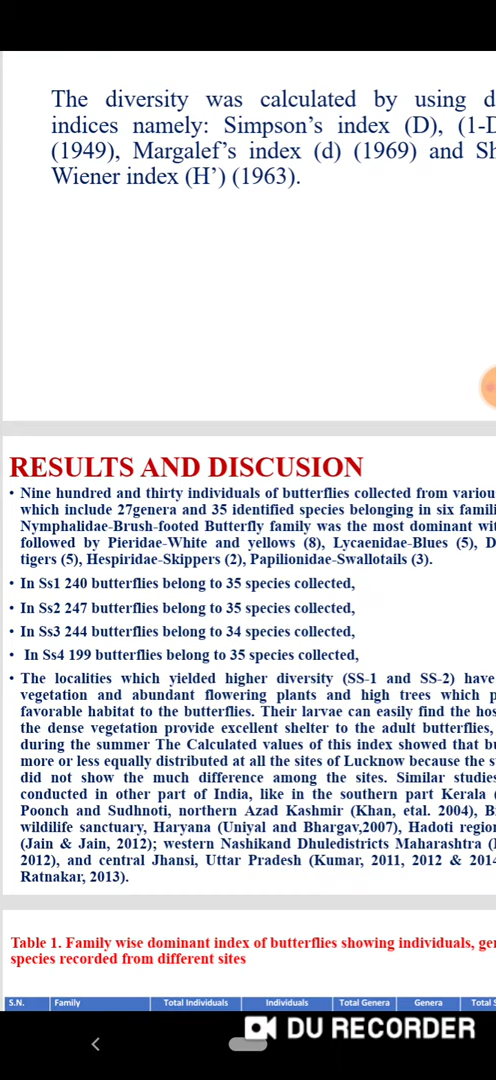 The diversity was calculated by using
indices namely: Simpson's index (D),
(1949), Margalef's index (d) (1969) and
Wiener index (H') (1963).
RESULTS AND DISCUSION
• Nine hundred and thirty individuals of butterflies collected from
which include 27genera and 35 identified species belonging in six
Nymphalidae-Brush-footed Butterfly family was the most dominant
followed by Pieridae-White and yellows (8), Lycaenidae-Blues (5),
tigers (5), Hespiridae-Skippers (2), Papilionidae-Swallotails (3).
• In Ss1 240 butterflies belong to 35 species collected,
• In Ss2 247 butterflies belong to 35 species collected,
• In Ss3 244 butterflies belong to 34 species collected,
• In Ss4 199 butterflies belong to 35 species collected,
• The localities which yielded higher diversity (SS-1 and SS-2) have
vegetation and abundant flowering plants and high trees which
favorable habitat to the butterflies. Their larvae can easily find the
the dense vegetation provide excellent shelter to the adult butterflies,
during the summer The Calculated values of this index showed that
more or less equally distributed at all the sites of Lucknow because the
did not show the much difference among the sites. Similar
conducted in other part of India, like in the southern part Kerala
Poonch and Sudhnoti, northern Azad Kashmir (Khan, etal. 2004),
wildilife sanctuary, Haryana (Uniyal and Bhargav,2007), Hadoti
(Jain & Jain, 2012); western Nashikand Dhuledistricts Maharashtra
2012), and central Jhansi, Uttar Pradesh (Kumar, 2011, 2012 &
Ratnakar, 2013).
Table 1. Family wise dominant index of butterflies showing individuals,
species recorded from different sites
S.N. Family Total Individuals Individuals Total Genera Genera Total
DU RECORDER